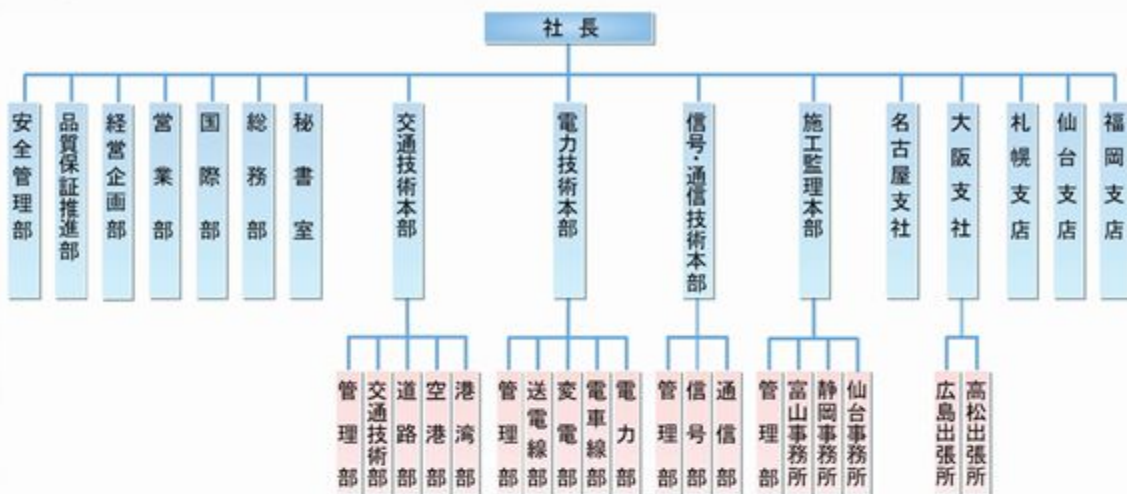 社長
安全管理部
品質保証推進部
経営企画部
営業部
国際部
総務部
秘書室
交通技術本部
電力技術本部
信号・通信技術本部
施工監理本部
名古屋支社
大阪支社
札幌支店
仙台支店
福岡支店
管理部
交通技術部
道路部
空港部
港湾部
管理部
送電線部
変電部
電車線部
電力部
管理部
信号部
通信部
管理部
富山事務所
静岡事務所
仙台事務所
広島出張所
高松出張所